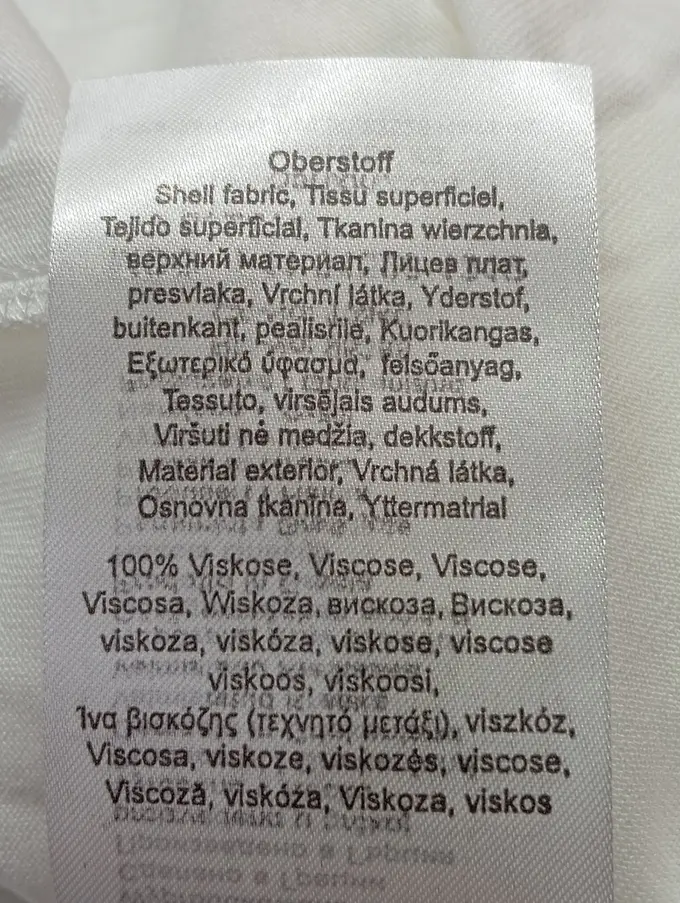 Oberstoff
Shell fabric, Tissu superficiel,
Tejido superficial, Tkanina wierzchnia,
верхний материал, Лицев плат,
presvlaka, Vrchní látka, Yderstof,
buitenkant, pealisriie, Kuorikangas,
Εξωτερικό ύφασμα, felsőanyag,
Tessuto, virsējais audums,
Viršuti nė medžia, dekkstoff,
Material exterior, Vrchná látka,
Osnovna tkanina, Yttermatrial
100% Viskose, Viscose, Viscose,
Viscosa, Wiskoza, вискоза, Вискоза,
viskoza, viskóza, viskose, viscose
viskoos, viskoosi,
Ίνα βισκόζης (τεχνητό μετάξι), viszkóz,
Viscosa, viskoze, viskozės, viscose,
Viscoză, viskóza, Viskoza, viskos